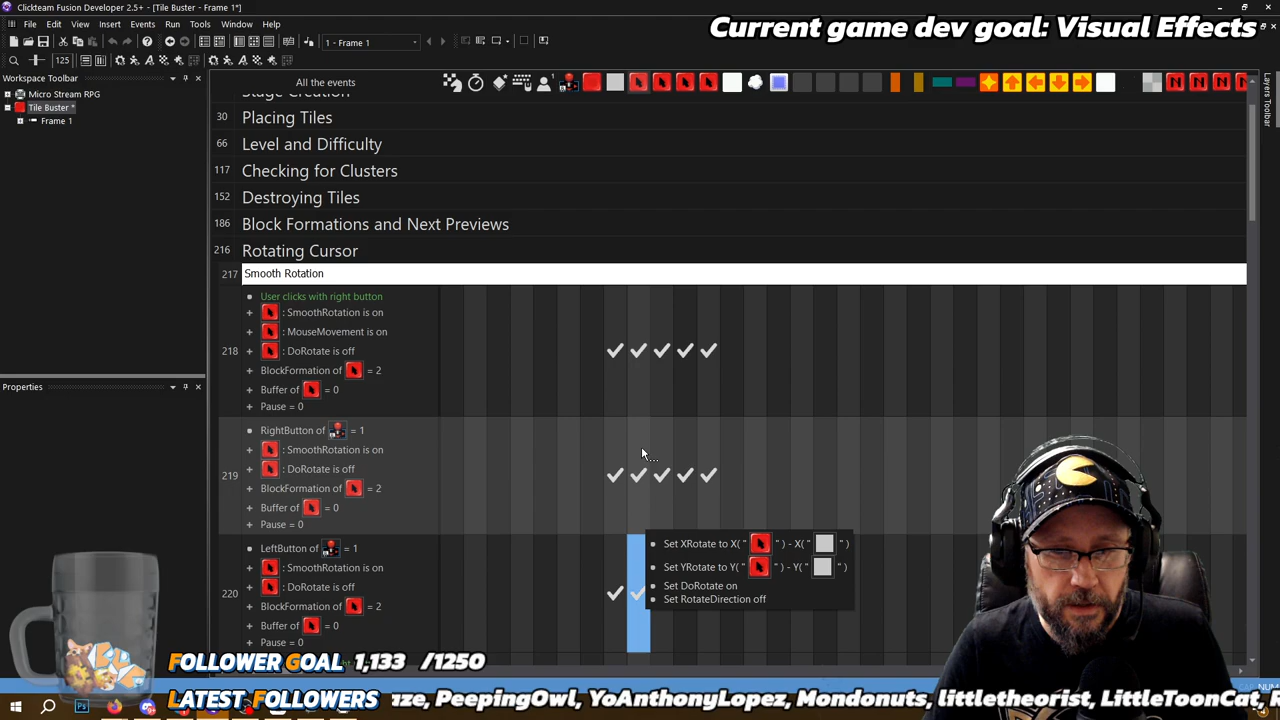 Clickteam Fusion Developer 2.5+ - [Tile Buster - Frame 1*]
Current game dev goal: Visual Effects
File Edit View Insert Events Run Tools Window Help
1 - Frame 1
123
Workspace Toolbar
Micro Stream RPG
Tile Buster *
Frame 1
Properties
Layers Toolbar
All the events
Stage Creation
30 Placing Tiles
66 Level and Difficulty
117 Checking for Clusters
152 Destroying Tiles
186 Block Formations and Next Previews
216 Rotating Cursor
217 Smooth Rotation
218
User clicks with right button
+ : SmoothRotation is on
+ : MouseMovement is on
+ : DoRotate is off
+ BlockFormation of = 2
+ Buffer of = 0
+ Pause = 0
219
RightButton of = 1
+ : SmoothRotation is on
+ : DoRotate is off
+ BlockFormation of = 2
+ Buffer of = 0
+ Pause = 0
220
LeftButton of = 1
+ : SmoothRotation is on
+ : DoRotate is off
+ BlockFormation of = 2
+ Buffer of = 0
+ Pause = 0
Set XRotate to X( " " ) - X( " " )
Set YRotate to Y( " " ) - Y( " " )
Set DoRotate on
Set RotateDirection off
Follower Goal 1,133 /1250
Latest Followers
PeepingOwl, YoAnthonyLopez, Mondonuts, littletheorist, LittleToonCat,
NUM